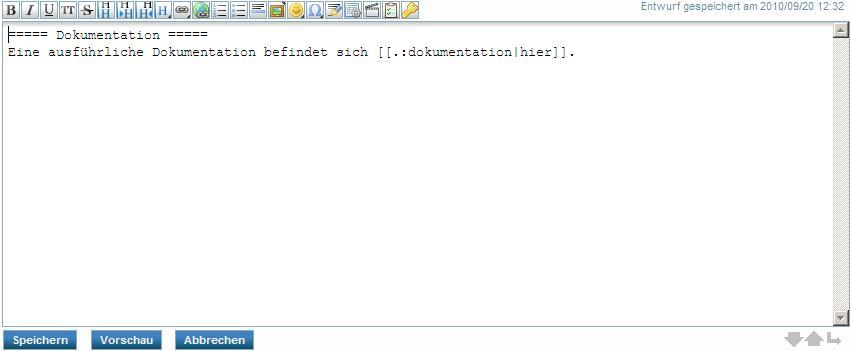 B I U TT S H H H H
Entwurf gespeichert am 2010/09/20 12:32
===== Dokumentation =====
Eine ausführliche Dokumentation befindet sich [[.:dokumentation|hier]].
Speichern Vorschau Abbrechen